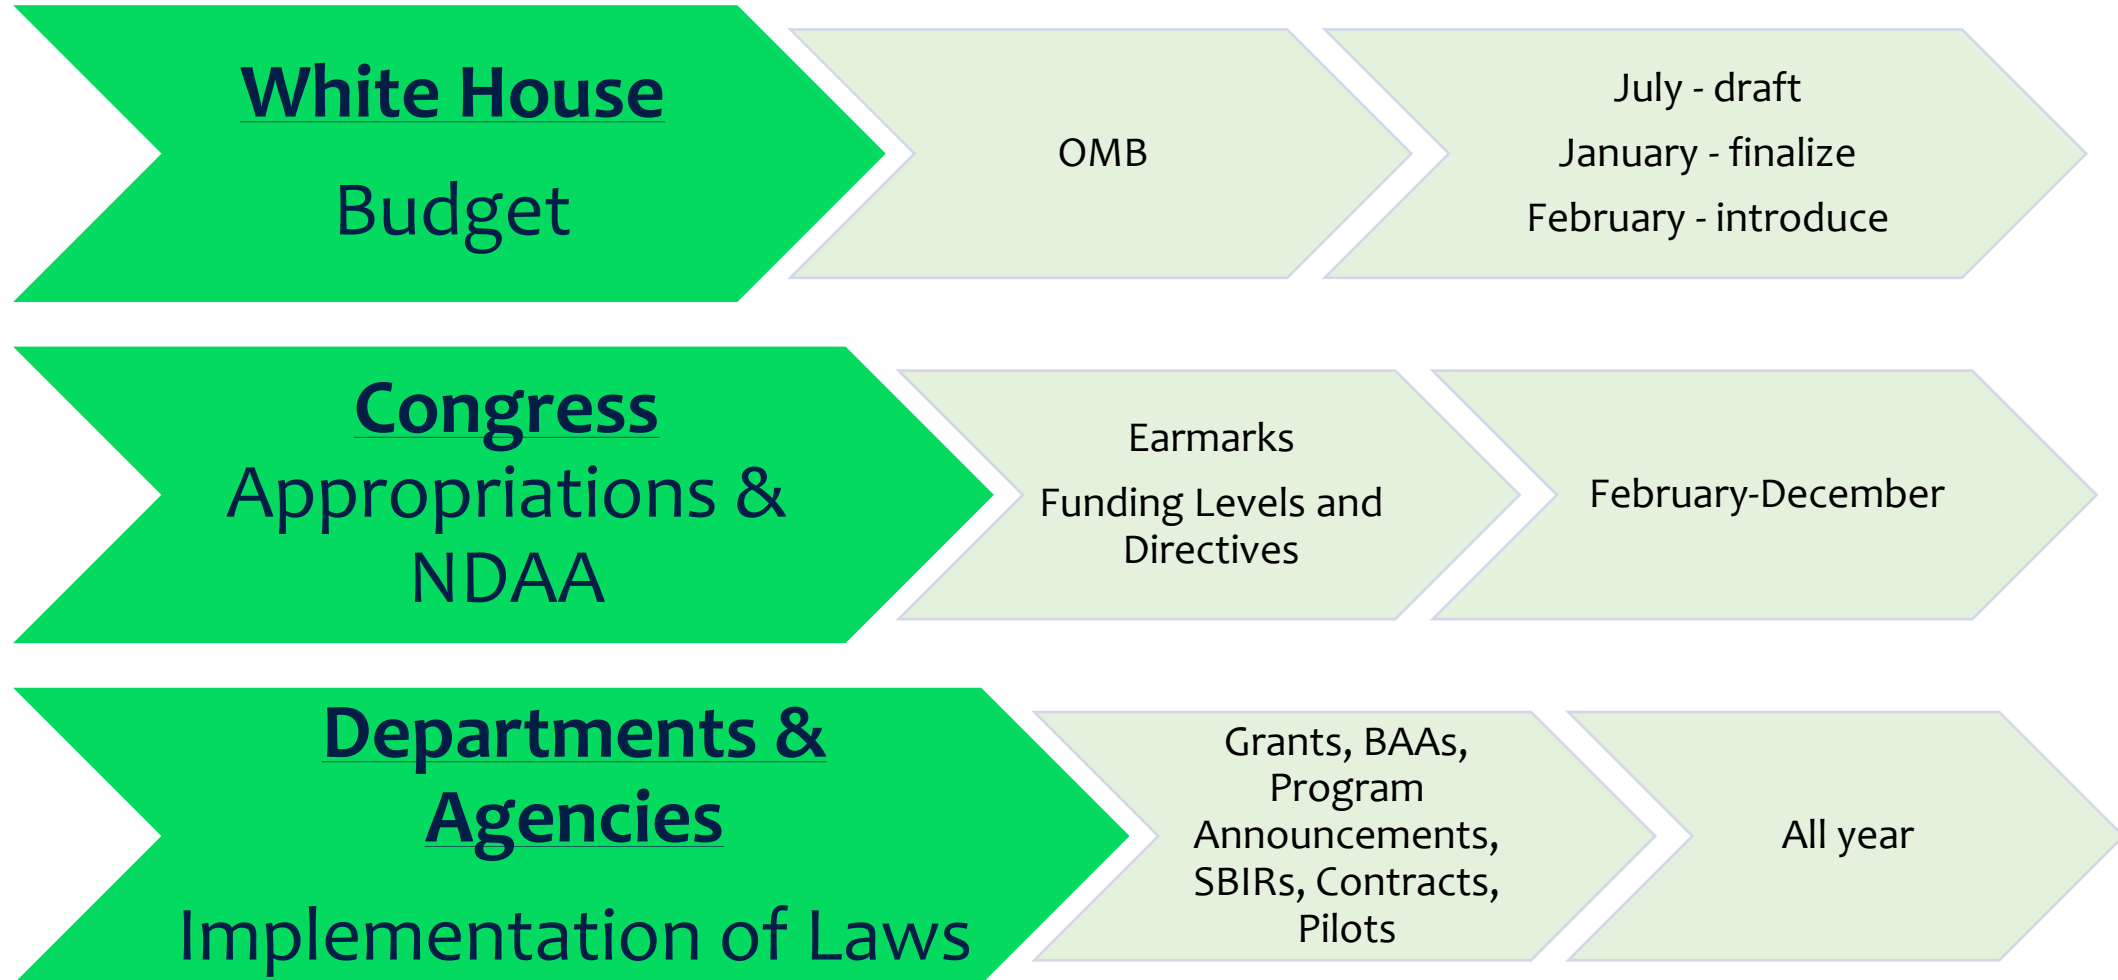 White House
Budget
OMB
July - draft
January - finalize
February - introduce
Congress
Appropriations &
NDAA
Earmarks
Funding Levels and
Directives
February-December
Departments &
Agencies
Implementation of Laws
Grants, BAAs,
Program
Announcements,
SBIRs, Contracts,
Pilots
All year